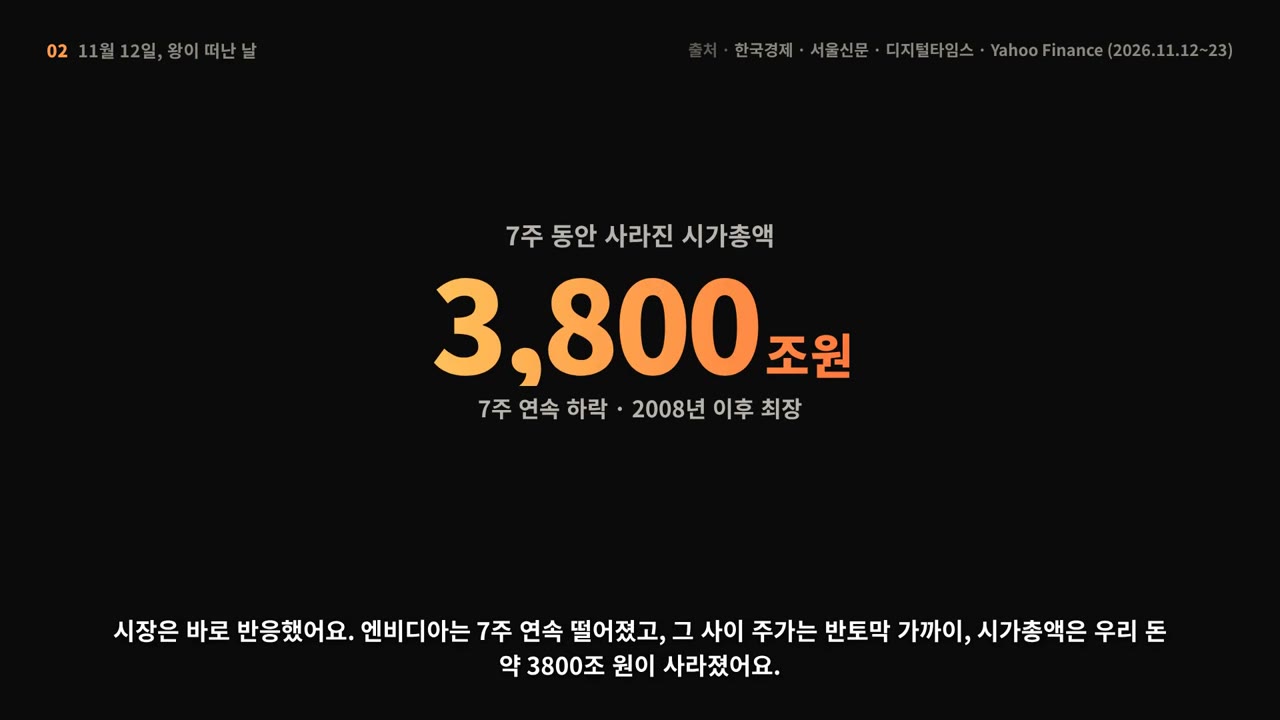 02 11월 12일, 왕이 떠난 날
출처 · 한국경제 · 서울신문 · 디지털타임스 · Yahoo Finance (2026.11.12~23)
7주 동안 사라진 시가총액
3,800조원
7주 연속 하락 · 2008년 이후 최장
시장은 바로 반응했어요. 엔비디아는 7주 연속 떨어졌고, 그 사이 주가는 반토막 가까이, 시가총액은 우리 돈
약 3800조 원이 사라졌어요.